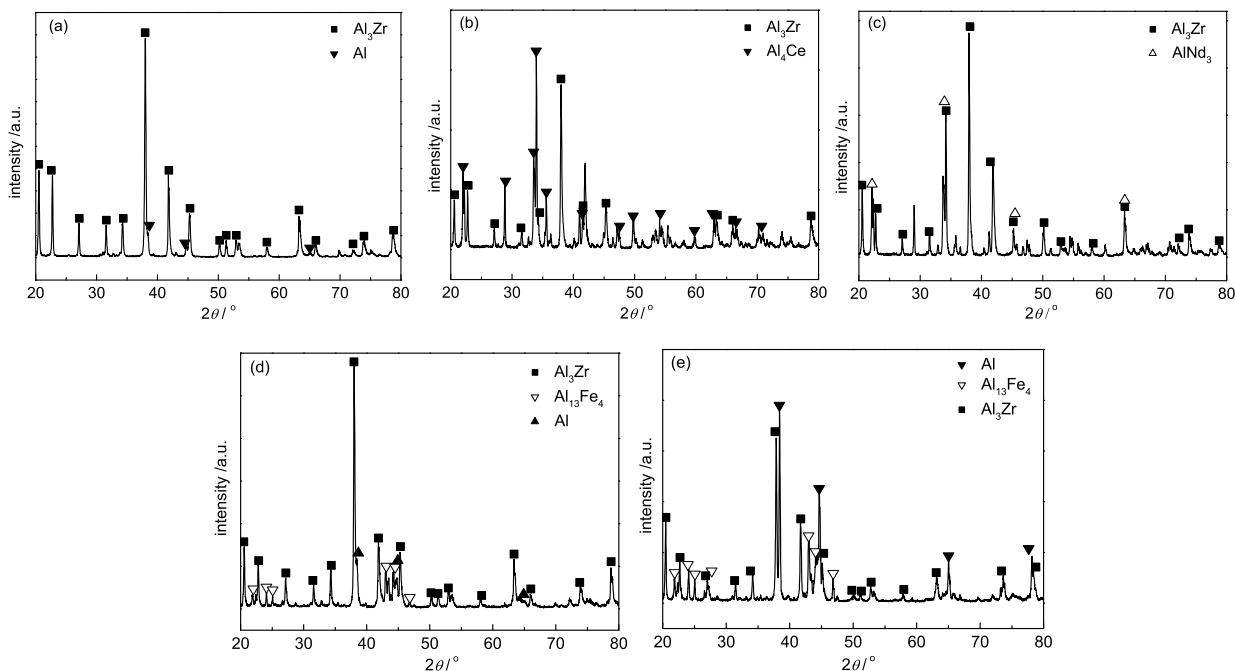 (a)
Al₃Zr
Al
intensity /a.u.
20 30 40 50 60 70 80
2θ/ °
(b)
Al₃Zr
Al₄Ce
intensity /a.u.
20 30 40 50 60 70 80
2θ/ °
(c)
Al₃Zr
AlNd₃
intensity /a.u.
20 30 40 50 60 70 80
2θ/ °
(d)
Al₃Zr
Al₁₃Fe₄
Al
intensity /a.u.
20 30 40 50 60 70 80
2θ/ °
(e)
Al
Al₁₃Fe₄
Al₃Zr
intensity /a.u.
20 30 40 50 60 70 80
2θ/ °